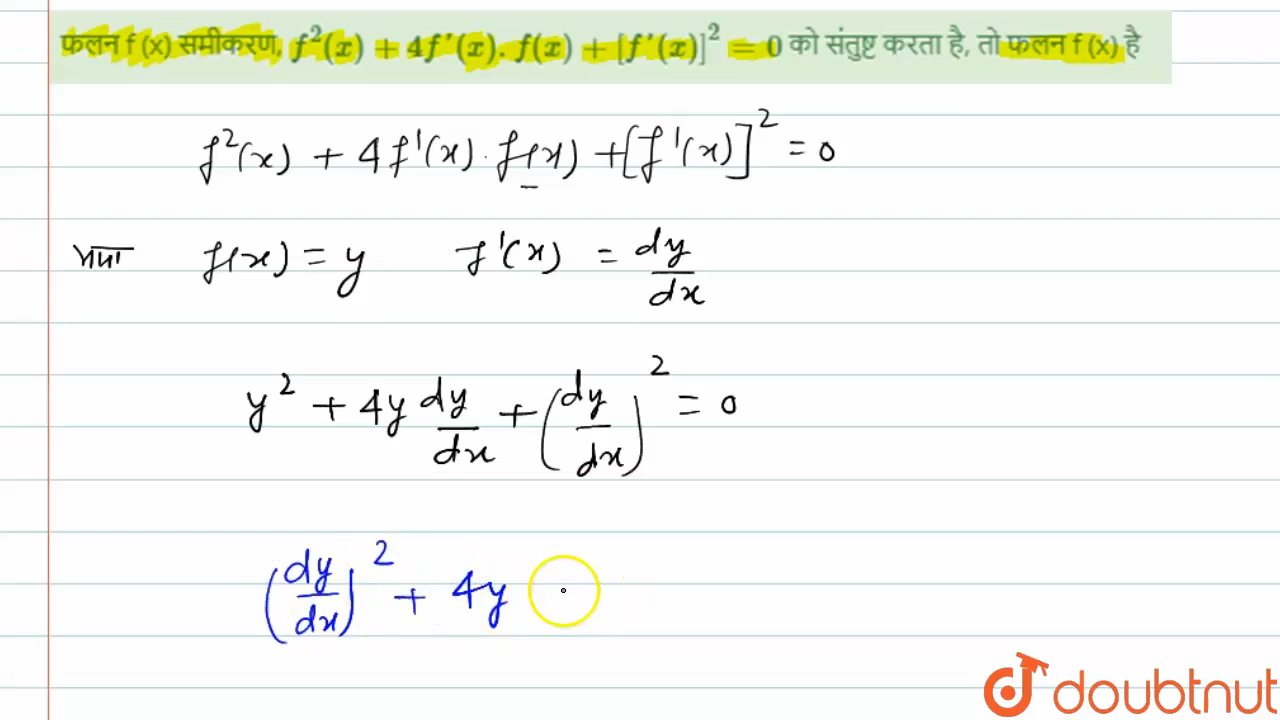 फलन f (x) समीकरण, f²(x) + 4f'(x). f(x) + [f'(x)]² = 0 को संतुष्ट करता है, तो फलन f (x) है
f²(x) + 4f'(x) . f(x) + [f'(x)]² = 0
माना f(x) = y f'(x) = dy/dx
y² + 4y dy/dx + (dy/dx)² = 0
(dy/dx)² + 4y
doubtnut